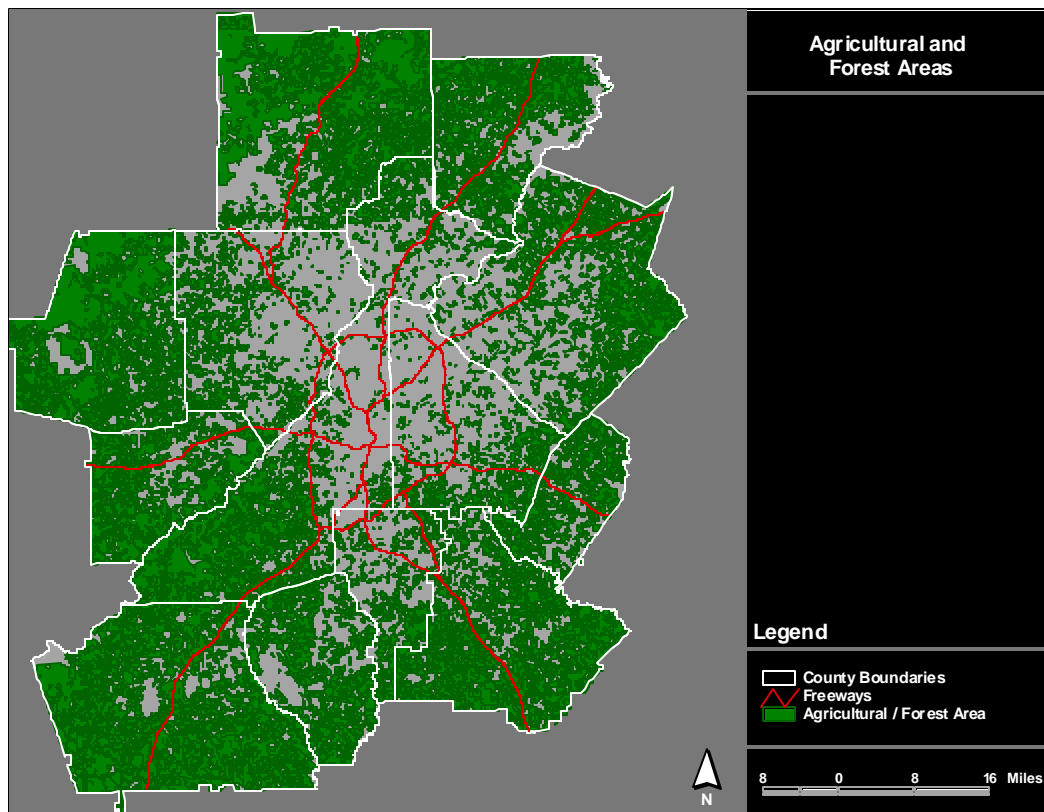 Agricultural and
Forest Areas
Legend
County Boundaries
Freeways
Agricultural / Forest Area
8 0 8 16 Miles
N